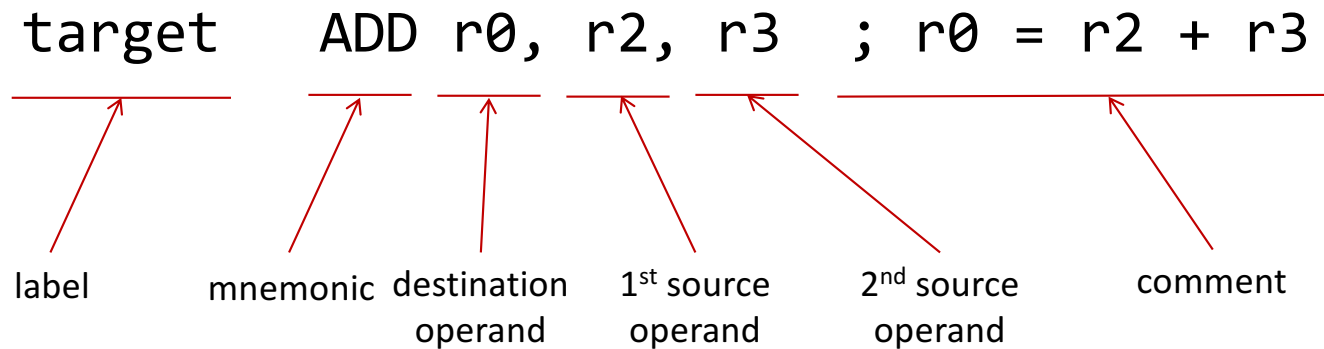 target ADD r0, r2, r3 ; r0 = r2 + r3
label mnemonic destination operand 1st source operand 2nd source operand comment